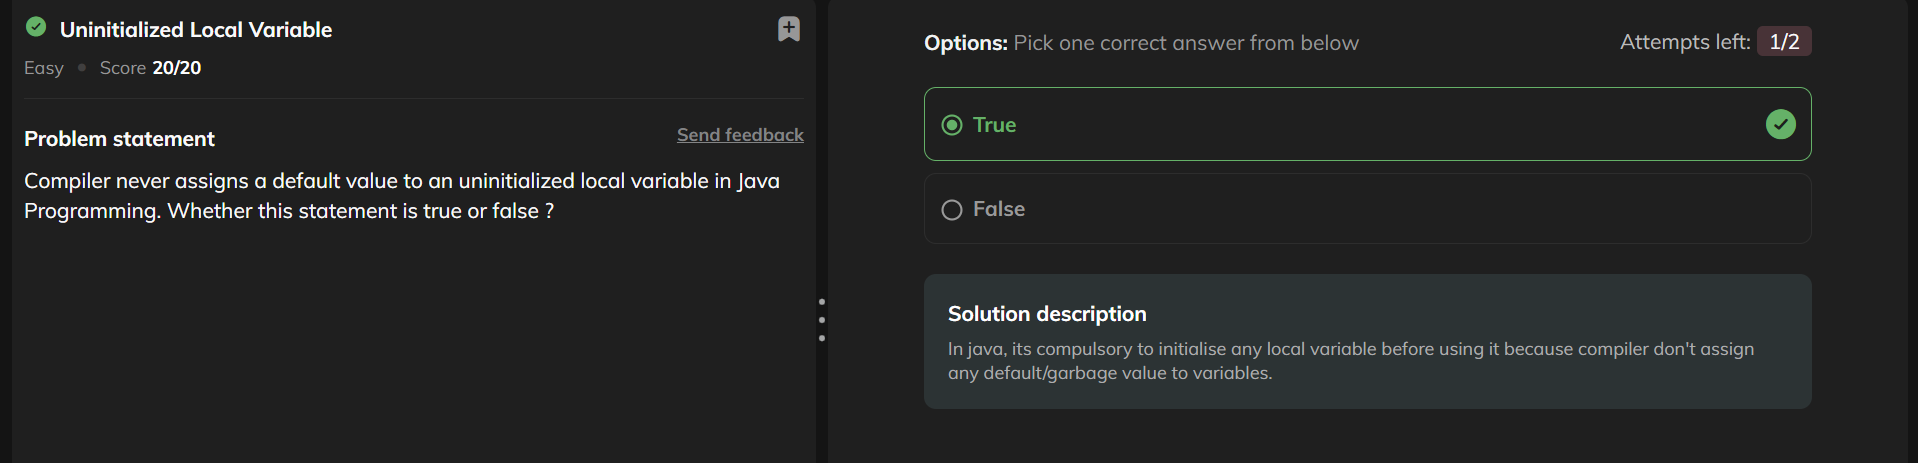 Uninitialized Local Variable
Easy • Score 20/20
Problem statement
Send feedback
Compiler never assigns a default value to an uninitialized local variable in Java
Programming. Whether this statement is true or false ?
Options: Pick one correct answer from below
Attempts left: 1/2
True
False
Solution description
In java, its compulsory to initialise any local variable before using it because compiler don't assign
any default/garbage value to variables.